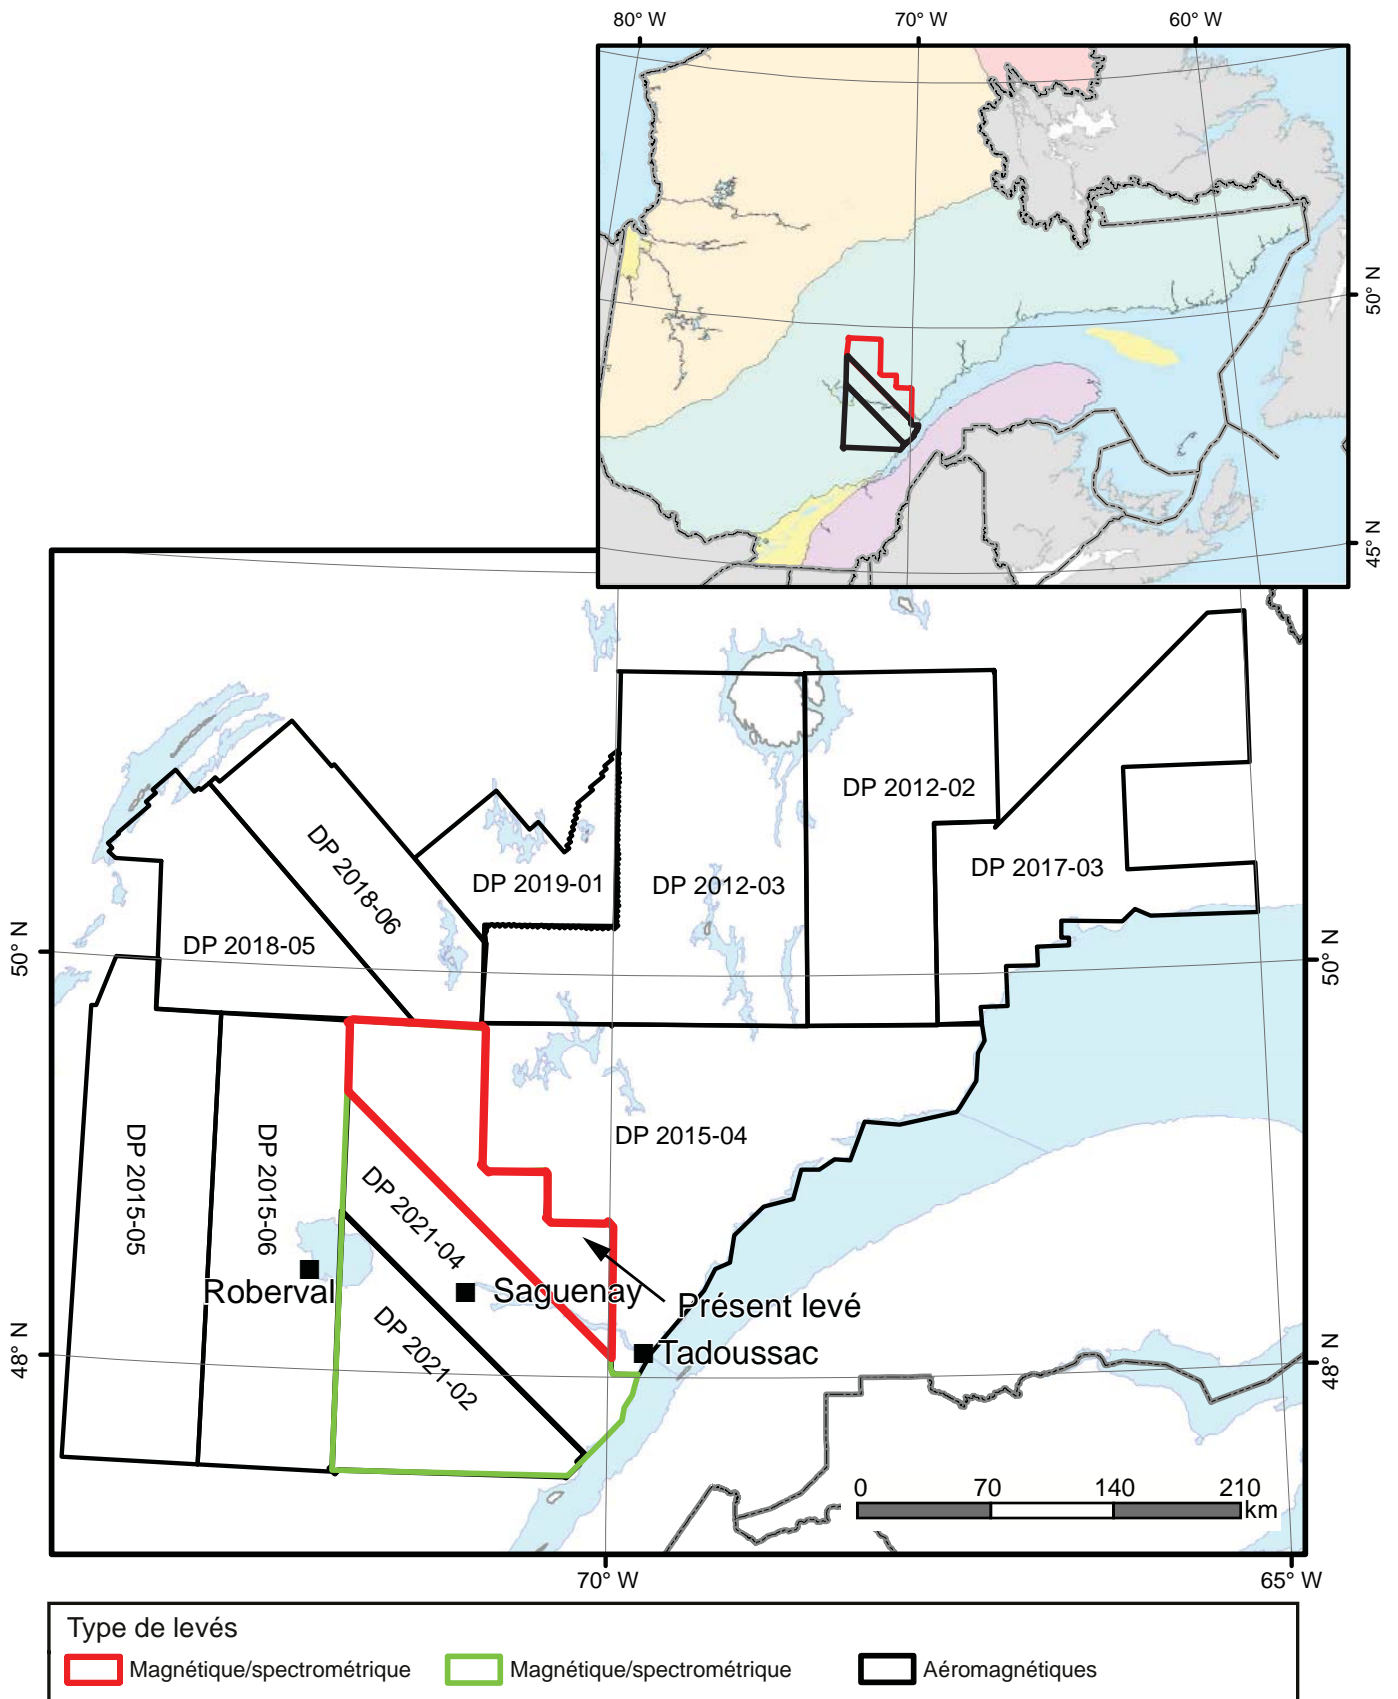 80° W
70° W
60° W
50° N
45° N
DP 2012-02
DP 2018-06
DP 2017-03
DP 2019-01
DP 2012-03
DP 2018-05
50° N
50° N
DP 2015-05
DP 2015-06
DP 2015-04
DP 2021-04
Roberval
Saguenay
Présent levé
Tadoussac
48° N
48° N
DP 2021-02
0 70 140 210
km
70° W
65° W
Type de levés
Magnétique/spectrométrique
Magnétique/spectrométrique
Aéromagnétiques